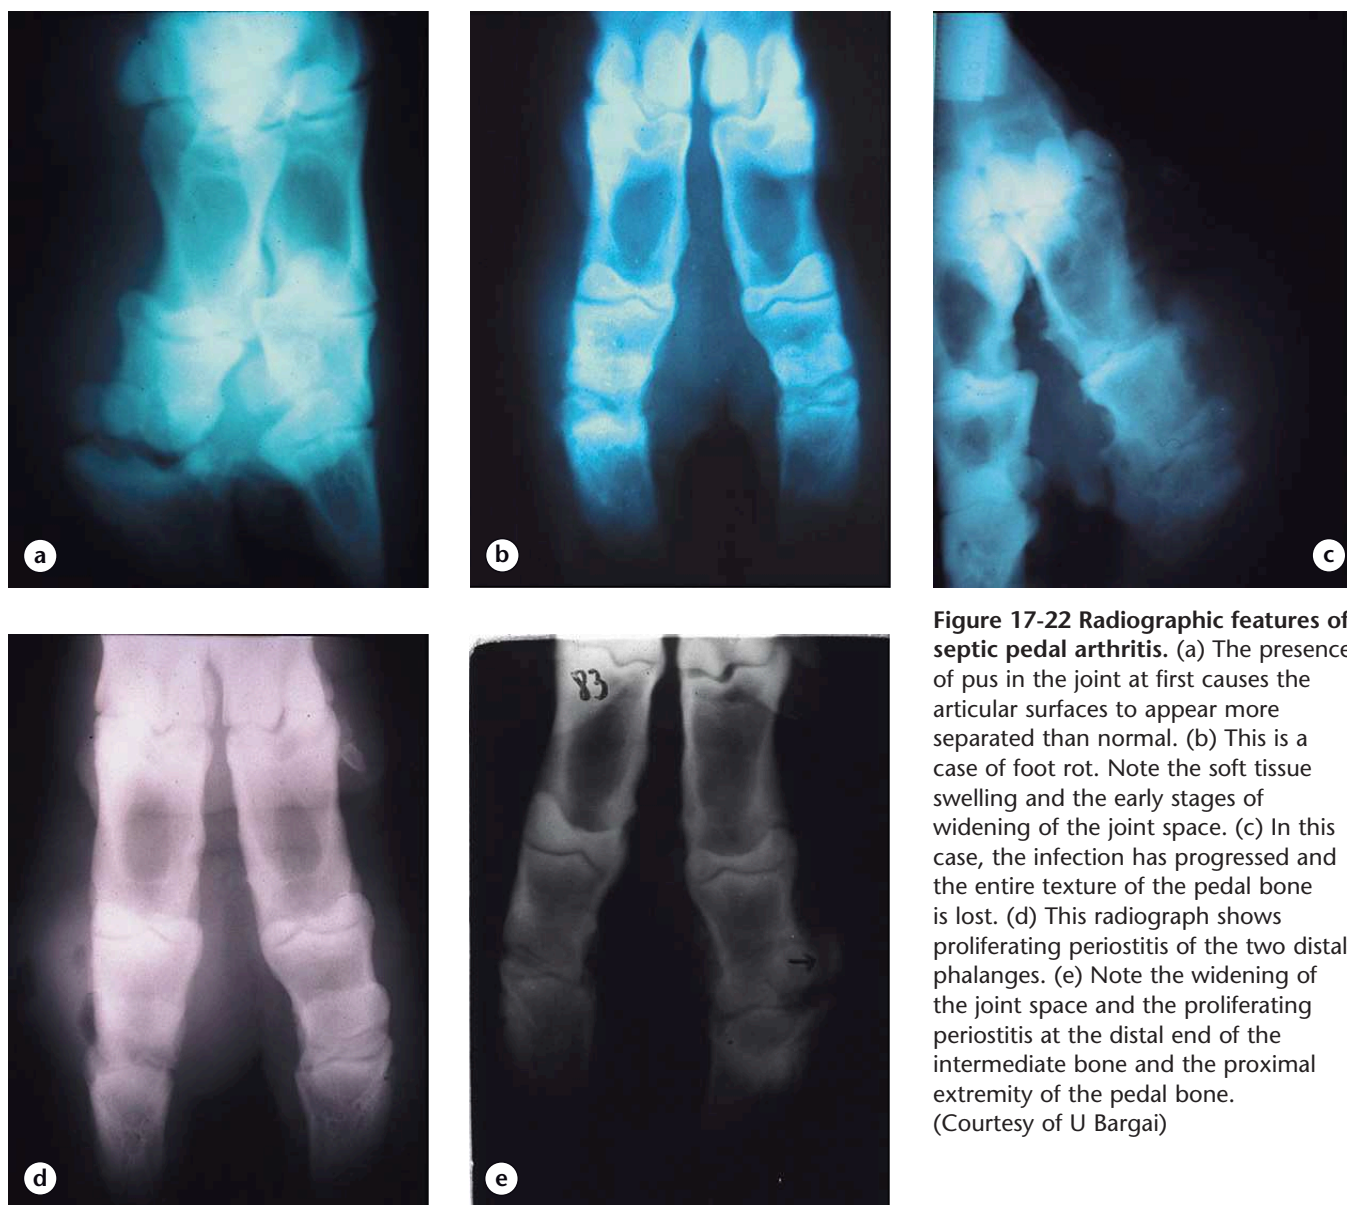 a
b
c
Figure 17-22 Radiographic features of
septic pedal arthritis. (a) The presence
of pus in the joint at first causes the
articular surfaces to appear more
separated than normal. (b) This is a
case of foot rot. Note the soft tissue
swelling and the early stages of
widening of the joint space. (c) In this
case, the infection has progressed and
the entire texture of the pedal bone
is lost. (d) This radiograph shows
proliferating periostitis of the two distal
phalanges. (e) Note the widening of
the joint space and the proliferating
periostitis at the distal end of the
intermediate bone and the proximal
extremity of the pedal bone.
(Courtesy of U Bargai)
83
d
e